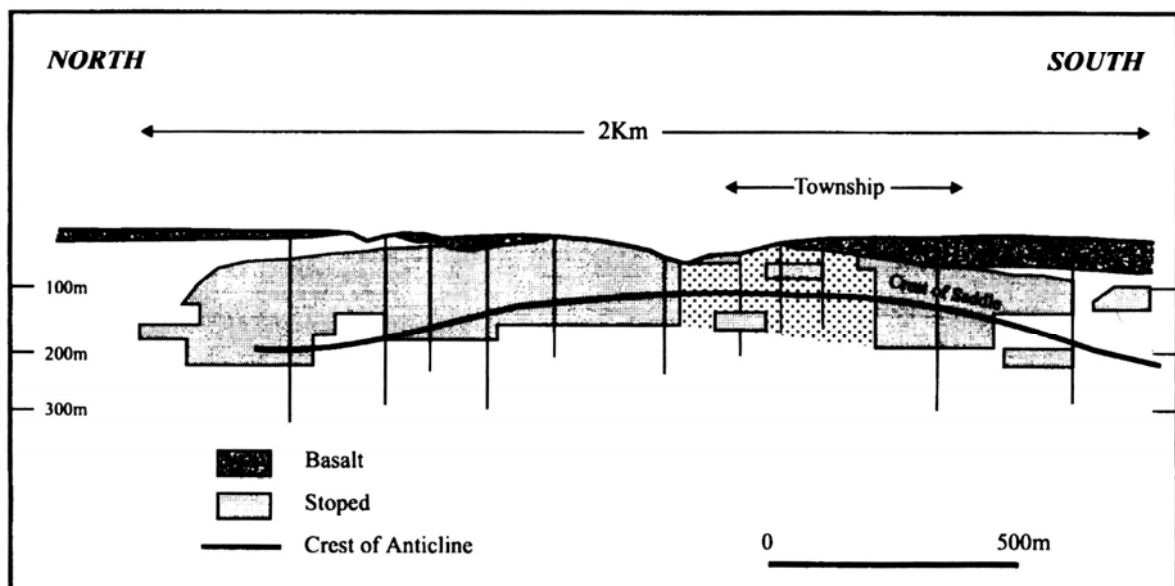 NORTH
SOUTH
2Km
Township
Crest of Saddle
100m
200m
300m
Basalt
Stoped
Crest of Anticline
0
500m